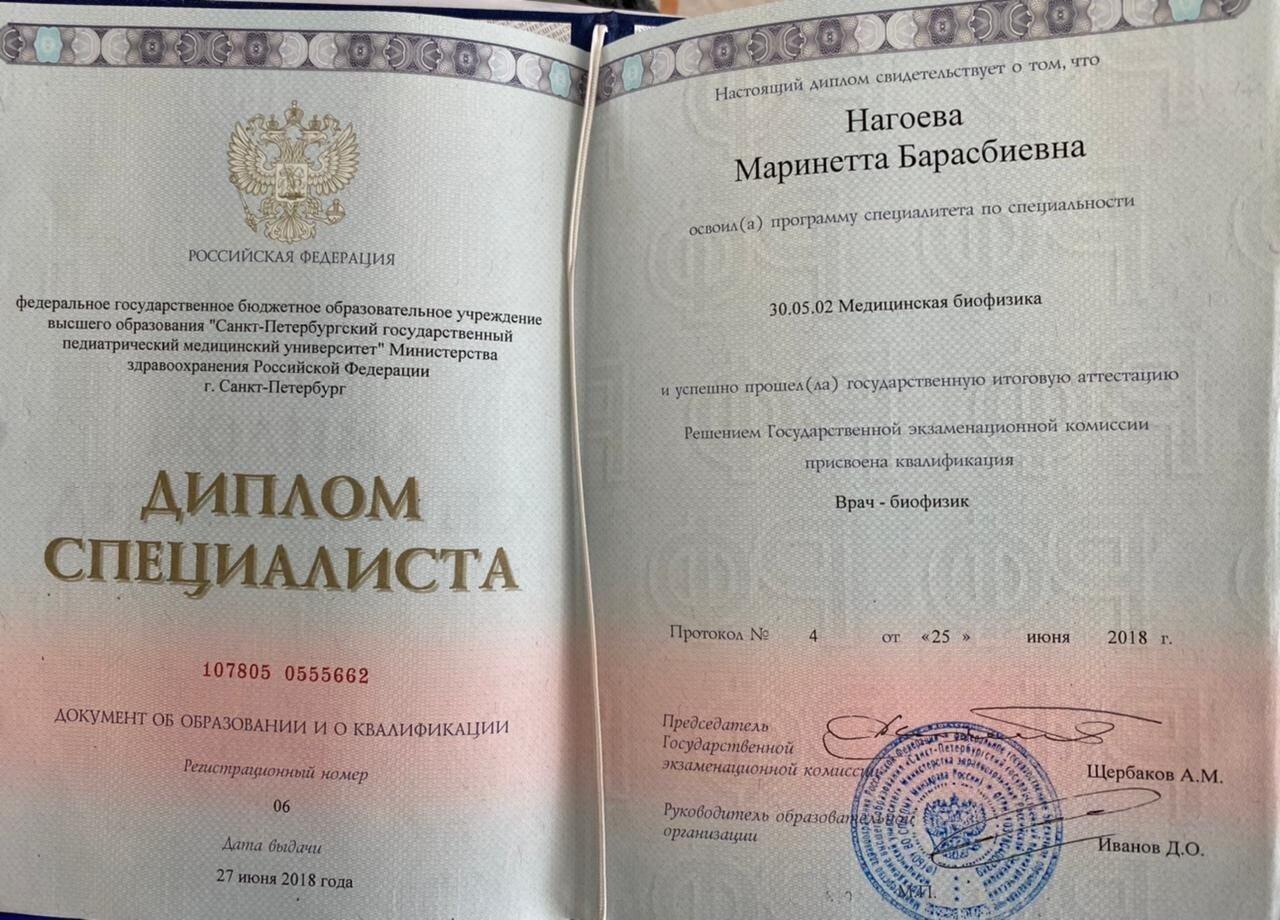 РОССИЙСКАЯ ФЕДЕРАЦИЯ
федеральное государственное бюджетное образовательное учреждение
высшего образования "Санкт-Петербургский государственный
педиатрический медицинский университет" Министерства
здравоохранения Российской Федерации
г. Санкт-Петербург
ДИПЛОМ
СПЕЦИАЛИСТА
107805 0555662
ДОКУМЕНТ ОБ ОБРАЗОВАНИИ И О КВАЛИФИКАЦИИ
Регистрационный номер
06
Дата выдачи
27 июня 2018 года
Настоящий диплом свидетельствует о том, что
Нагоева
Маринетта Барасбиевна
освоил(а) программу специалитета по специальности
30.05.02 Медицинская биофизика
и успешно прошел(ла) государственную итоговую аттестацию
Решением Государственной экзаменационной комиссии
присвоена квалификация
Врач - биофизик
Протокол № 4 от «25 » июня 2018 г.
Председатель
Государственной
экзаменационной комиссии
Щербаков А.М.
Руководитель образовательной
организации
Иванов Д.О.
М.П.